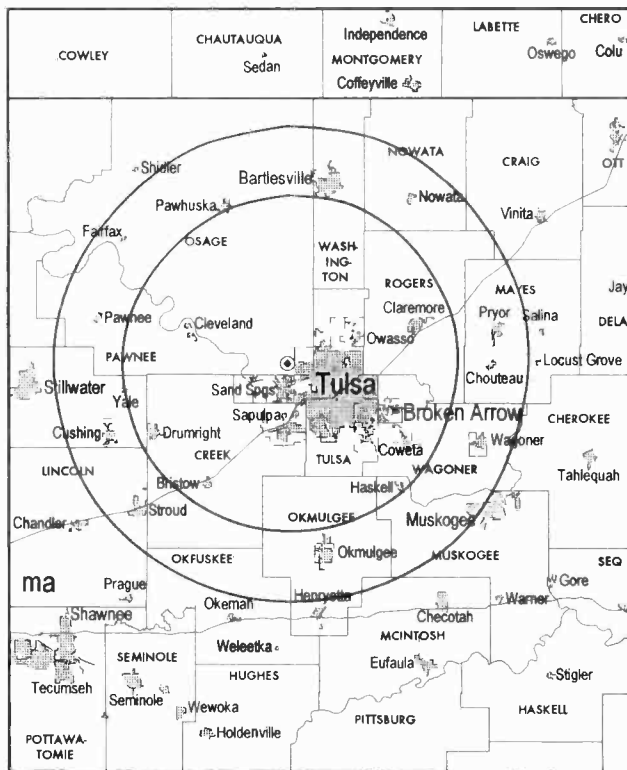 COWLEY
CHAUTAUQUA
Sedan
Independence
MONTGOMERY
Coffeyville
LABETTE
Oswego
CHERO
Colu
Shidler
Bartlesville
NOWATA
CRAIG
OTT
Pawhuska
Nowata
Vinita
Fairfax
OSAGE
WASH-
INGTON
ROGERS
MAYES
Jay
Claremore
Pryor
Salina
DELA
Pawnee
Cleveland
Owasso
PAWNEE
Locust Grove
Chouteau
Stillwater
Sand Spgs
Tulsa
Yale
Sapulpa
Broken Arrow
CHEROKEE
Cushing
Drumright
Coweta
Wagoner
CREEK
TULSA
WAGONER
Tahlequah
LINCOLN
Bristow
Haskell
Stroud
OKMULGEE
Muskogee
Chandler
Okmulgee
OKFUSKEE
MUSKOGEE
SEQ
ma
Prague
Gore
Shawnee
Okemah
Henryetta
Checotah
Warner
Weleetka
MCINTOSH
SEMINOLE
HUGHES
Eufaula
Stigler
Tecumseh
Seminole
Wewoka
HASKELL
PITTSBURG
Holdenville
POTTAWA-
TOMIE